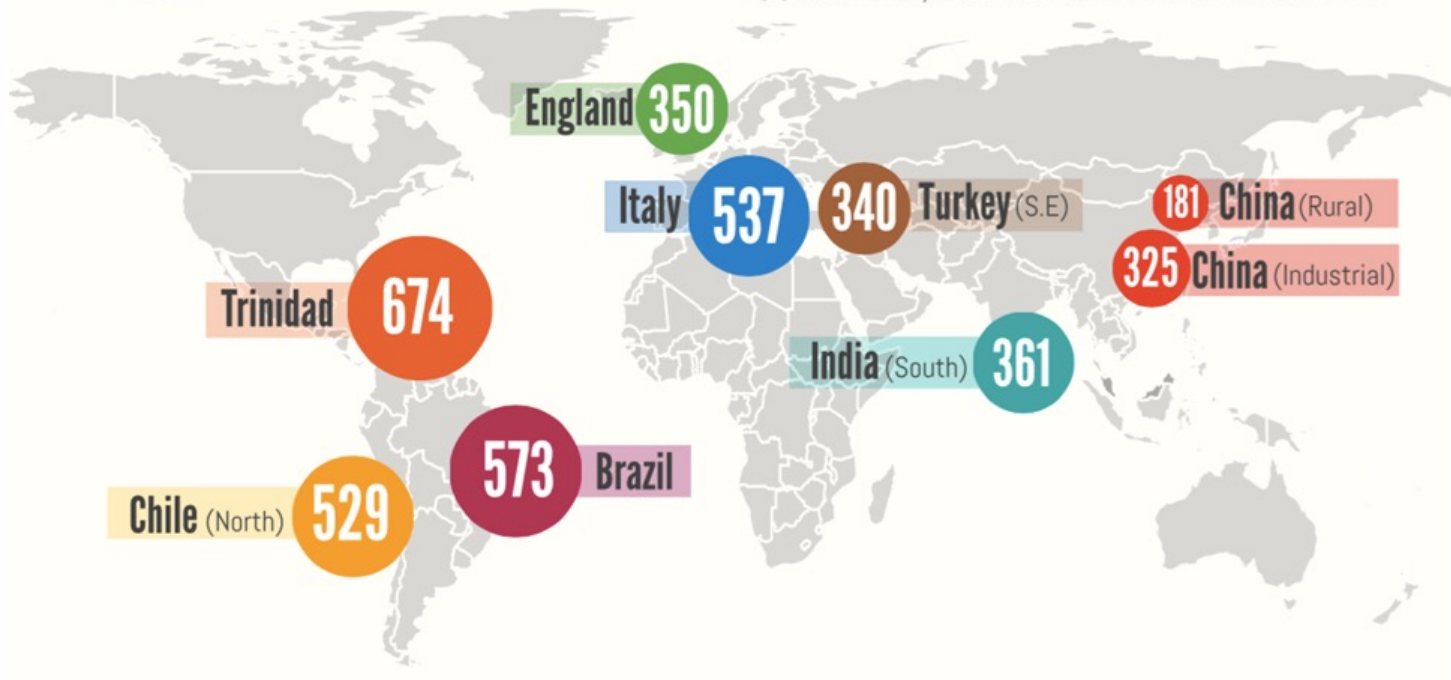 England 350
Italy 537
340 Turkey (S.E)
181 China (Rural)
325 China (Industrial)
Trinidad 674
India (South) 361
573 Brazil
Chile (North) 529